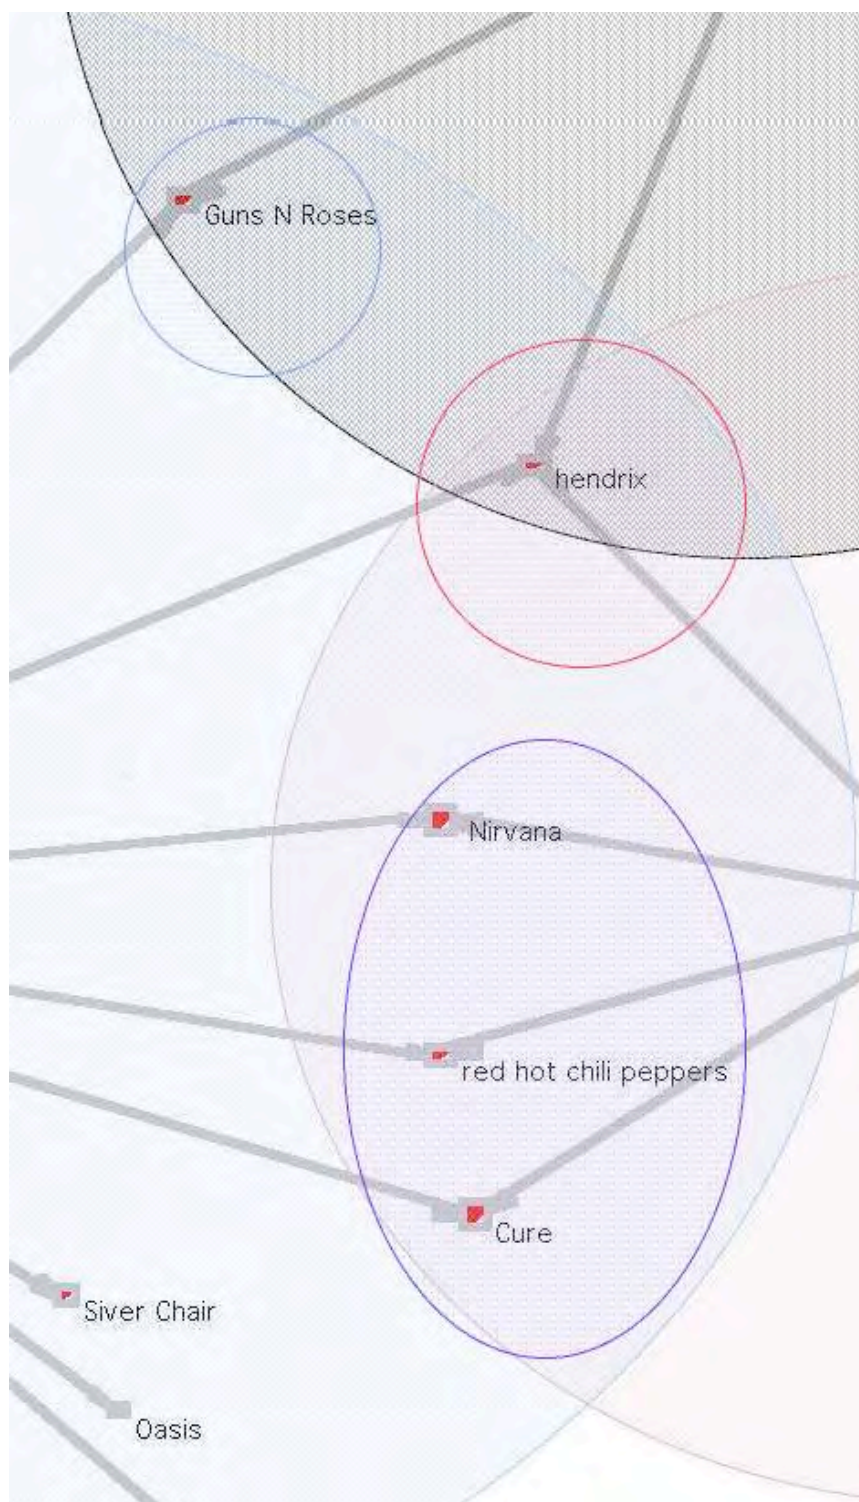 Guns N Roses
hendrix
Nirvana
red hot chili peppers
Cure
Siver Chair
Oasis